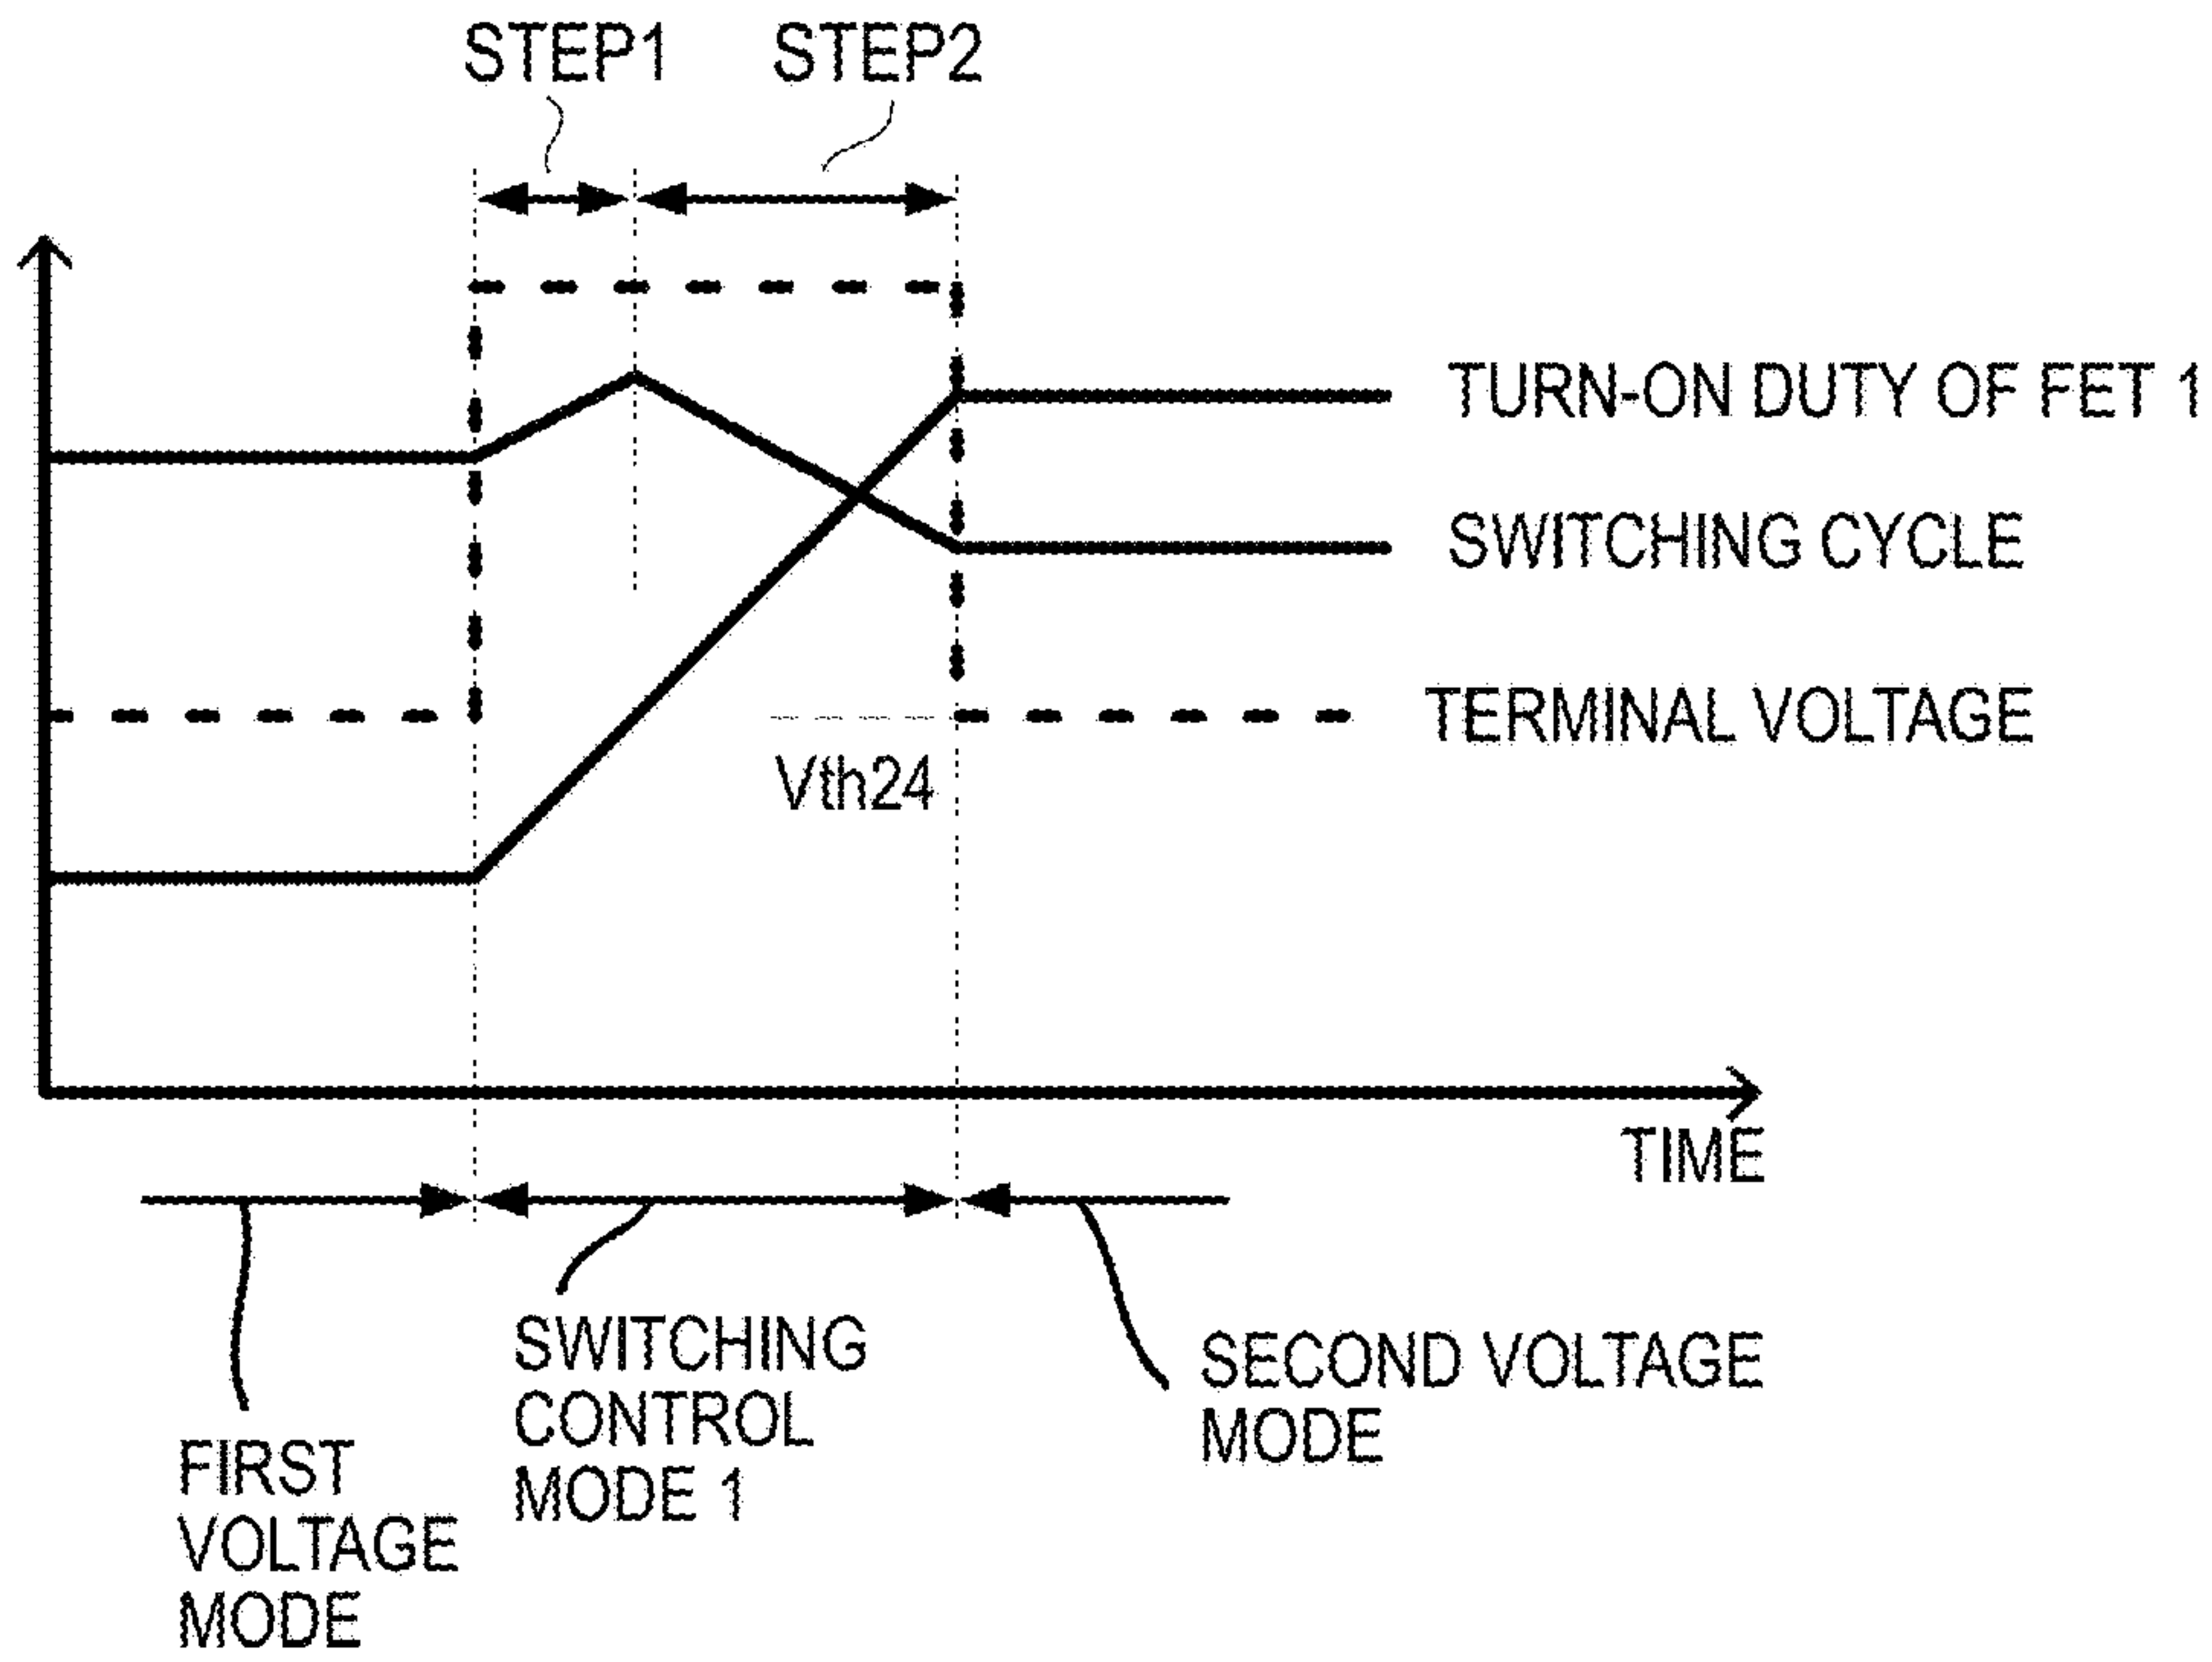 STEP1
STEP2
TURN-ON DUTY OF FET 1
SWITCHING CYCLE
TERMINAL VOLTAGE
Vth24
TIME
FIRST
VOLTAGE
MODE
SWITCHING
CONTROL
MODE 1
SECOND VOLTAGE
MODE